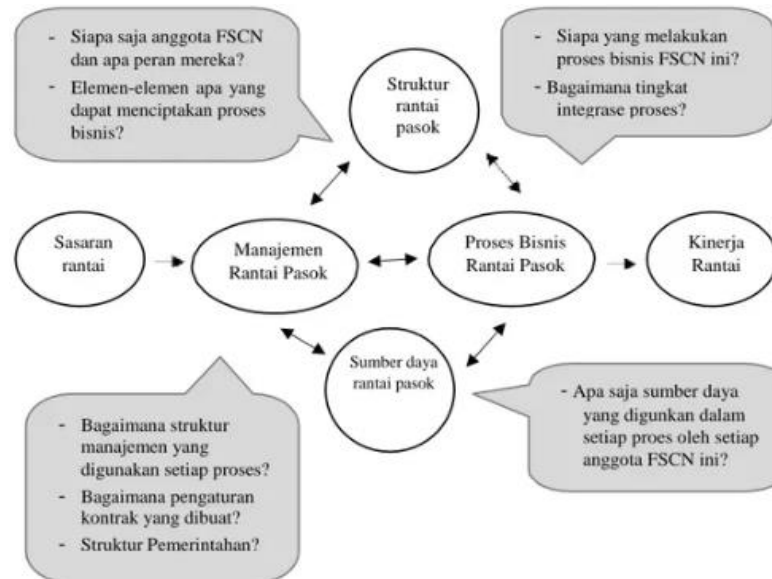 - Siapa saja anggota FSCN
dan apa peran mereka?
- Elemen-elemen apa yang
dapat menciptakan proses
bisnis?
Struktur
rantai
pasok
- Siapa yang melakukan
proses bisnis FSCN ini?
- Bagaimana tingkat
integrase proses?
Sasaran
rantai
Manajemen
Rantai Pasok
Proses Bisnis
Rantai Pasok
Kinerja
Rantai
Sumber daya
rantai pasok
- Bagaimana struktur
manajemen yang
digunakan setiap proses?
- Bagaimana pengaturan
kontrak yang dibuat?
- Struktur Pemerintahan?
- Apa saja sumber daya
yang digunkan dalam
setiap proes oleh setiap
anggota FSCN ini?